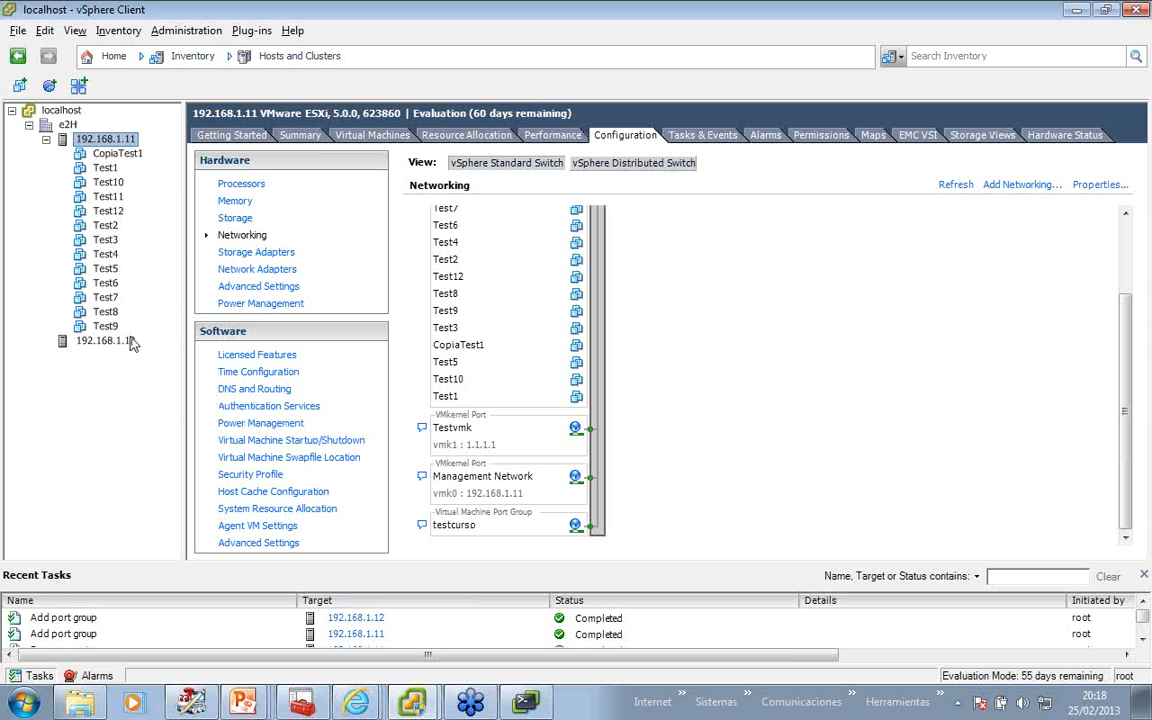 localhost - vSphere Client
File Edit View Inventory Administration Plug-ins Help
Home Inventory Hosts and Clusters Search Inventory
localhost
e2H
192.168.1.11
CopiaTest1
Test1
Test10
Test11
Test12
Test2
Test3
Test4
Test5
Test6
Test7
Test8
Test9
192.168.1.11 VMware ESXi, 5.0.0, 623860 | Evaluation (60 days remaining)
Getting Started Summary Virtual Machines Resource Allocation Performance Configuration Tasks & Events Alarms Permissions Maps EMC VSI Storage Views Hardware Status
Hardware
Processors
Memory
Storage
Networking
Storage Adapters
Network Adapters
Advanced Settings
Power Management
Software
Licensed Features
Time Configuration
DNS and Routing
Authentication Services
Power Management
Virtual Machine Startup/Shutdown
Virtual Machine Swapfile Location
Security Profile
Host Cache Configuration
System Resource Allocation
Agent VM Settings
Advanced Settings
View: vSphere Standard Switch vSphere Distributed Switch
Networking Refresh Add Networking... Properties...
Test7
Test6
Test4
Test2
Test12
Test8
Test9
Test3
CopiaTest1
Test5
Test10
Test1
VMkernel Port
Testvmk
vmk1 : 1.1.1.1
VMkernel Port
Management Network
vmk0 : 192.168.1.11
Virtual Machine Port Group
testcurso
Recent Tasks Name, Target or Status contains: Clear
Name Target Status Details Initiated by
Add port group 192.168.1.12 Completed root
Add port group 192.168.1.11 Completed root
Tasks Alarms Evaluation Mode: 55 days remaining root
Internet Sistemas Comunicaciones Herramientas 20:18
25/02/2013